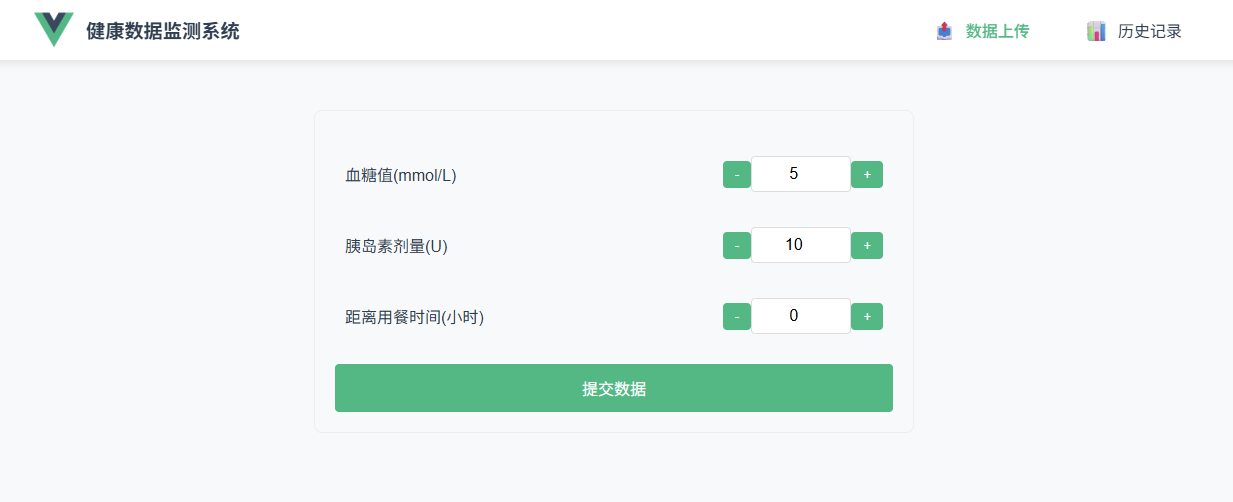 健康数据监测系统
数据上传
历史记录
血糖值(mmol/L) - 5 +
胰岛素剂量(U) - 10 +
距离用餐时间(小时) - 0 +
提交数据